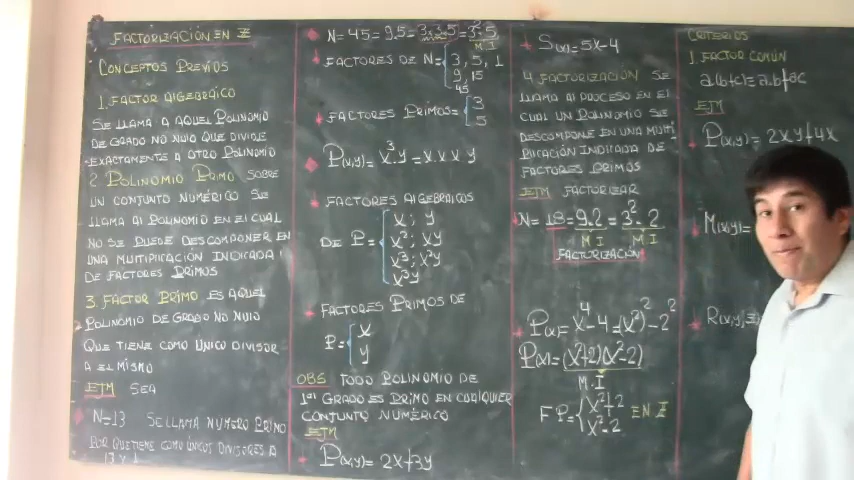 FACTORIZACIÓN EN Z
CONCEPTOS PREVIOS
1. FACTOR ALGEBRAICO
SE LLAMA A AQUEL POLINOMIO
DE GRADO NO NULO QUE DIVIDE
EXACTAMENTE A OTRO POLINOMIO
2 POLINOMIO PRIMO SOBRE
UN CONJUNTO NUMÉRICO SE
LLAMA AL POLINOMIO EN EL CUAL
NO SE PUEDE DESCOMPONER EN
UNA MULTIPLICACIÓN INDICADA
DE FACTORES PRIMOS
3. FACTOR PRIMO ES AQUEL
POLINOMIO DE GRADO NO NULO
QUE TIENE COMO UNICO DIVISOR
A EL MISMO
EJM SEA
N=13 SE LLAMA NUMERO PRIMO
POR QUE TIENE COMO ÚNICOS DIVISORES A
13 y 1
N=45=9.5=3.3.5=3².5
M.I
FACTORES DE N= 3, 5, 1
9, 15
45
FACTORES PRIMOS= 3
5
P(x,y)= x³.y = x.x.x y
FACTORES ALGEBRAICOS
DE P= x; y
x²; xy
x³; x²y
x³y
FACTORES PRIMOS DE
P= x
y
OBS TODO POLINOMIO DE
1er GRADO ES PRIMO EN CUALQUIER
CONJUNTO NUMÉRICO
EJM
P(x,y)= 2x+3y
S(x)=5x-4
4. FACTORIZACIÓN SE
LLAMA AL PROCESO EN EL
CUAL UN POLINOMIO SE
DESCOMPONE EN UNA MULTI
PLICACIÓN INDICADA DE
FACTORES PRIMOS
EJM FACTORIZAR
N= 18=9.2=3².2
M.I M.I
FACTORIZACIÓN
P(x)= x⁴-4=(x²)²-2²
P(x)=(x²+2)(x²-2)
M.I
FP= x²+2 EN Z
x²-2
CRITERIOS
1. FACTOR COMÚN
a(b+c)=a.b+ac
EJM
P(x,y)= 2xy+4x
M(x,y)=
R(x,y)=